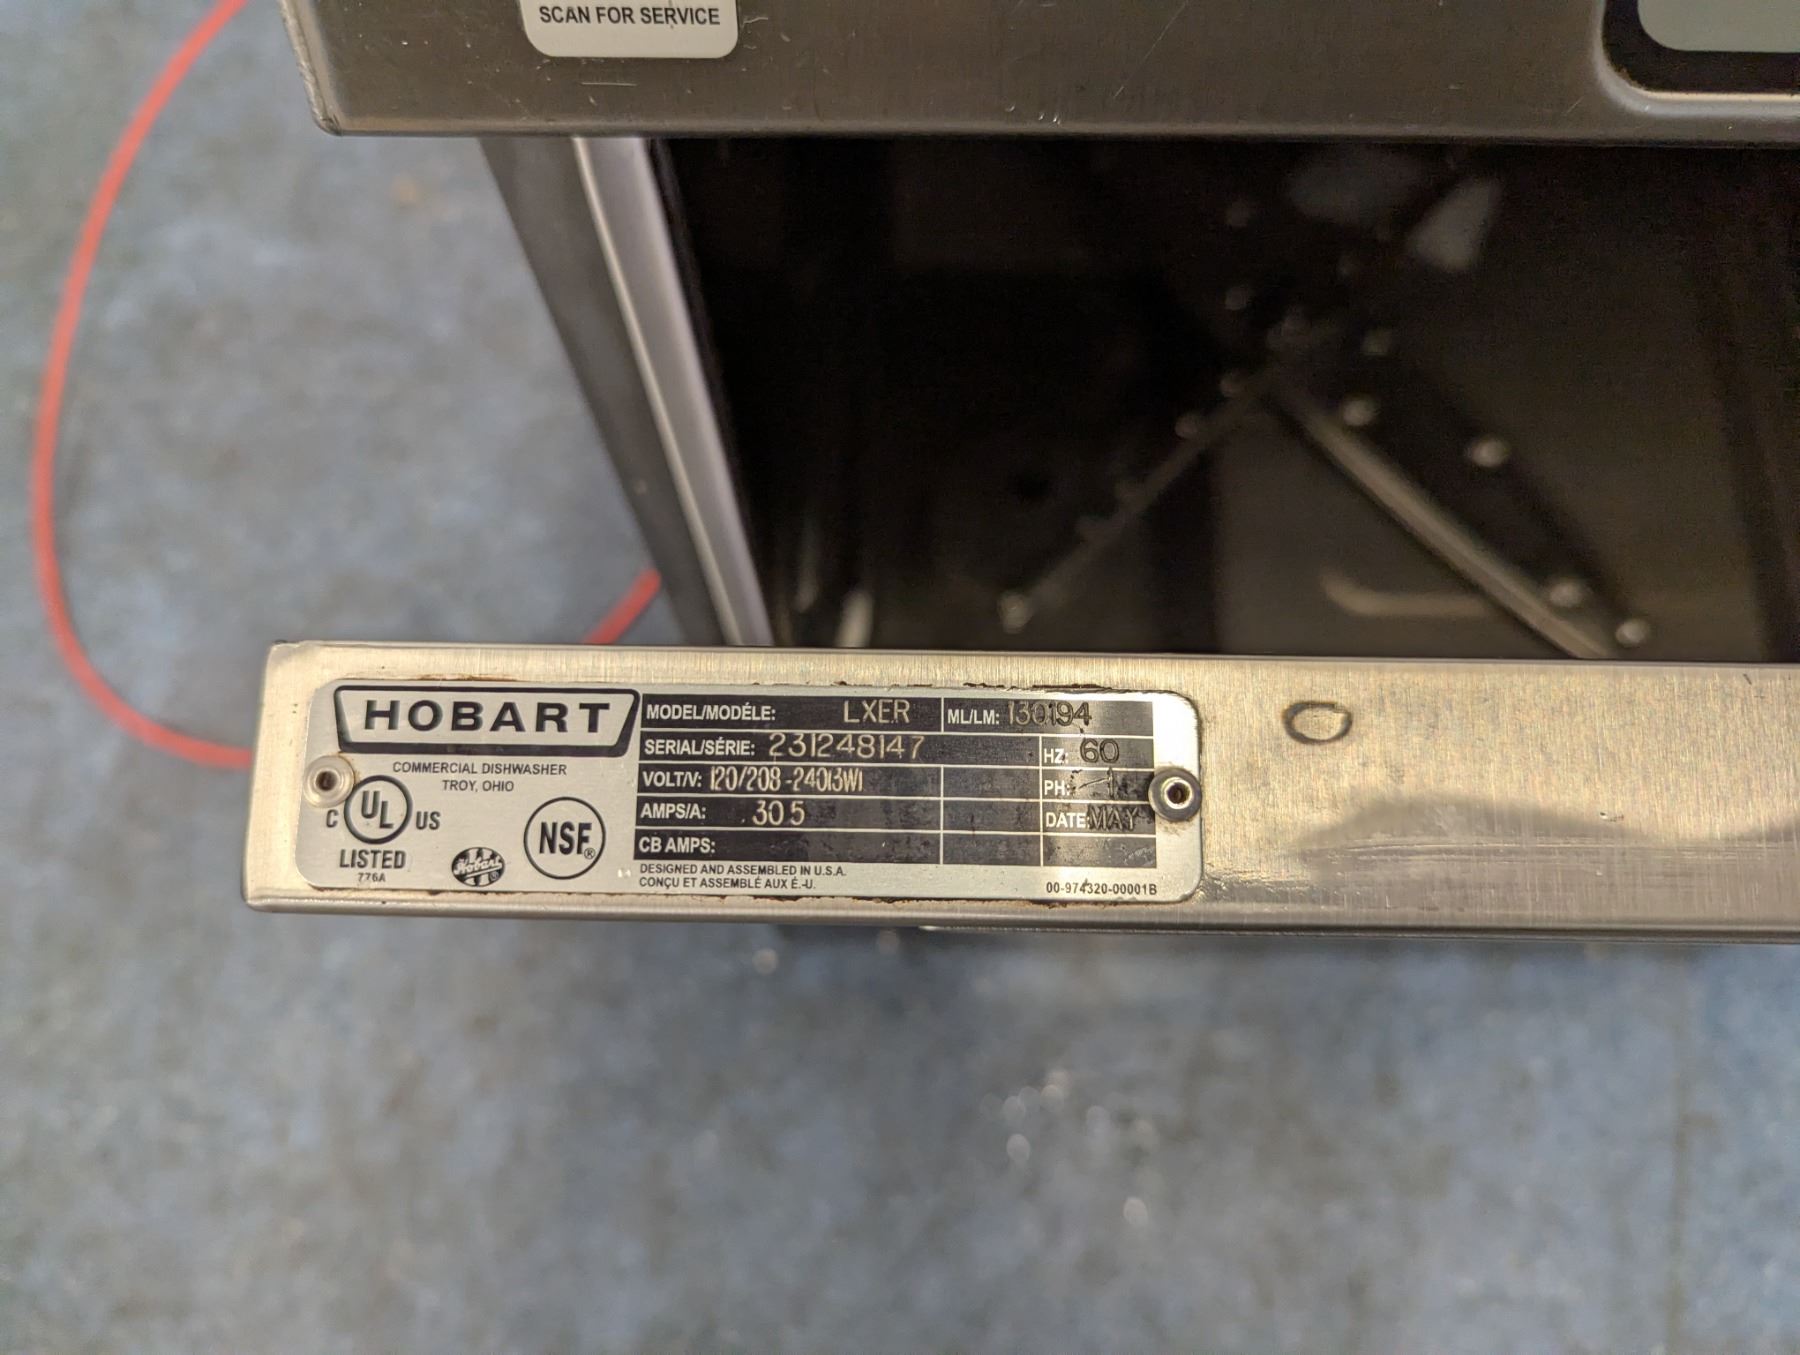 SCAN FOR SERVICE
HOBART
COMMERCIAL DISHWASHER
TROY, OHIO
C UL US
LISTED
776A
Hobart
NSF®
MODEL/MODÉLE: LXER ML/LM: 130194
SERIAL/SÉRIE: 231248147 HZ: 60
VOLT/V: 120/208-240(3W) PH: 1
AMPS/A: 30.5 DATE: MAY
CB AMPS:
DESIGNED AND ASSEMBLED IN U.S.A.
CONÇU ET ASSEMBLÉ AUX É.-U.
00-974320-00001B